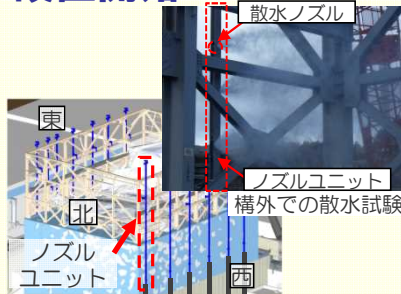 散水ノズル
東
北
ノズル
ユニット
西
ノズルユニット
構外での散水試験